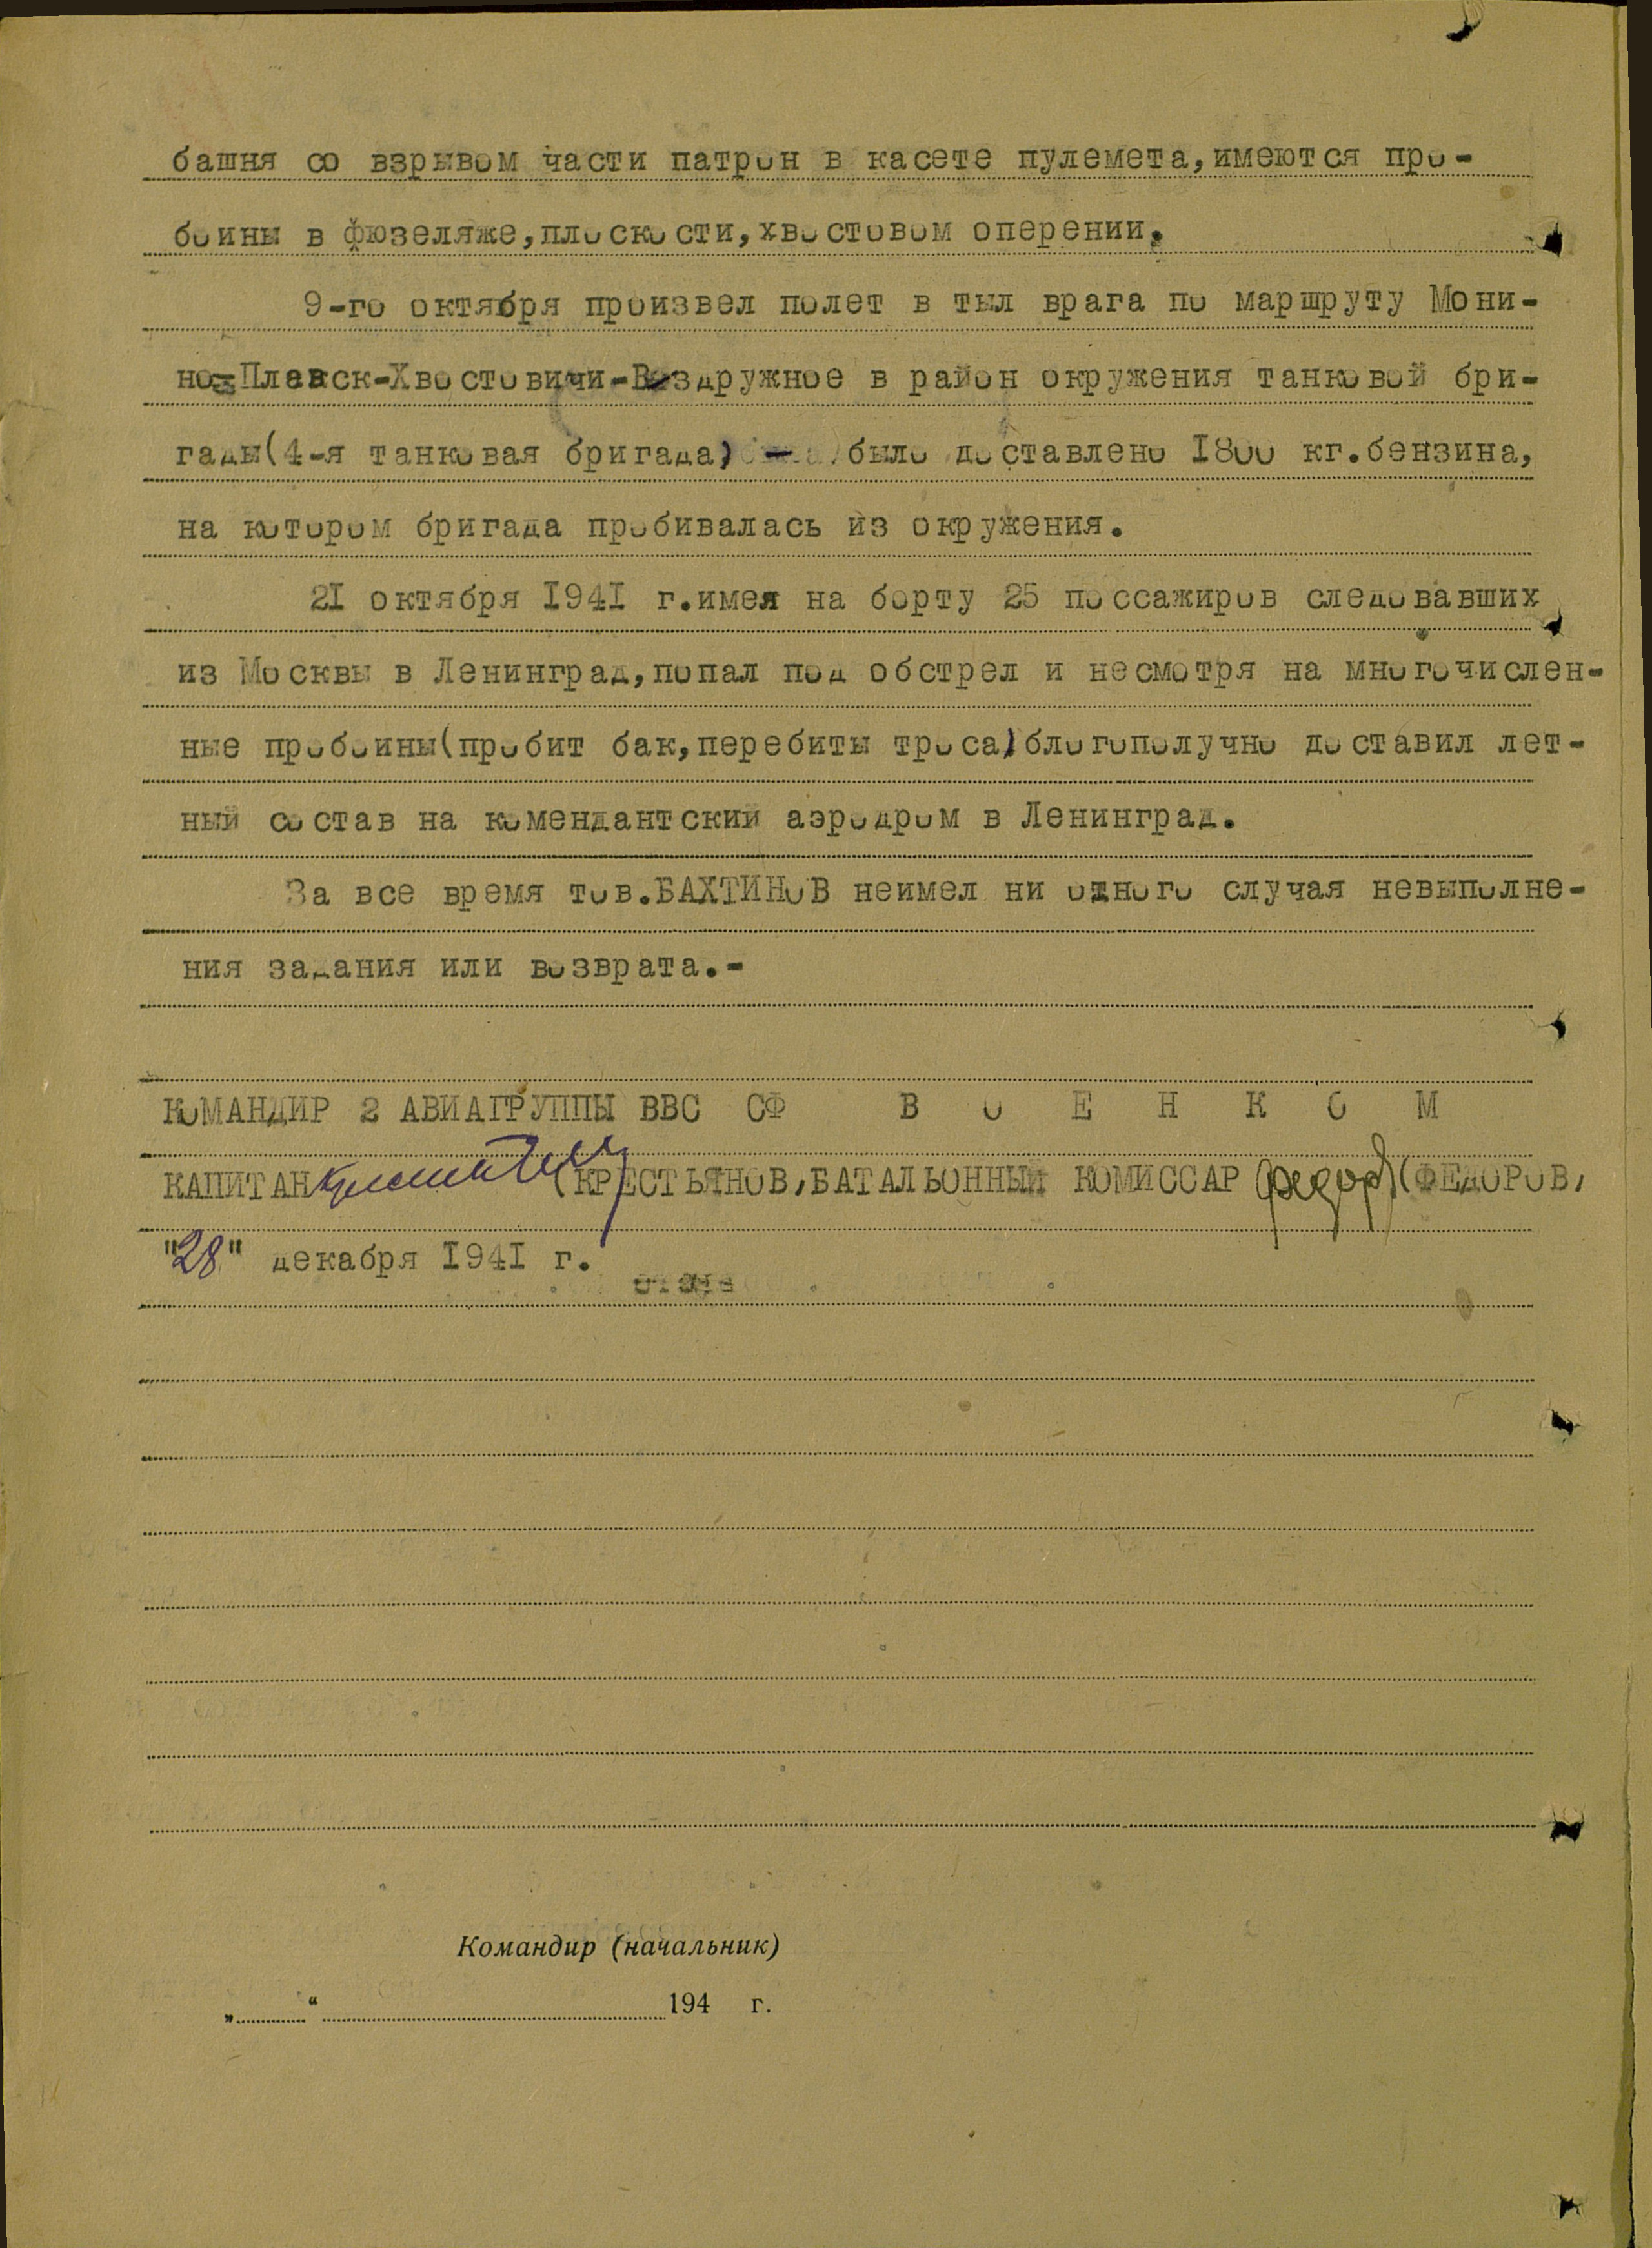 башня со взрывом части патрон в касете пулемета,имеются про-
боины в фюзеляже,плоскости,хвостовом оперении.
9-го октября произвел полет в тыл врага по маршруту Мони-
но-Плавск-Хвостовичи-Воздружное в район окружения танковой бри-
гады(4-я танковая бригада) было доставлено 1800 кг.бензина,
на котором бригада пробивалась из окружения.
21 октября 1941 г.имея на борту 25 поссажиров следовавших
из Москвы в Ленинград,попал под обстрел и несмотря на многочислен-
ные пробоины(пробит бак,перебиты троса)блогополучно доставил лет-
ный состав на комендантский аэродром в Ленинград.
За все время тов.БАХТИНОВ неимел ни одного случая невыполне-
ния задания или возврата.-
КОМАНДИР 2 АВИАГРУППЫ ВВС СФ В О Е Н К О М
КАПИТАН (КРЕСТЬЯНОВ, БАТАЛЬОННЫЙ КОМИССАР Федоров (ФЕДОРОВ,
"28" декабря 1941 г.
Командир (начальник)
„ “ 194 г.